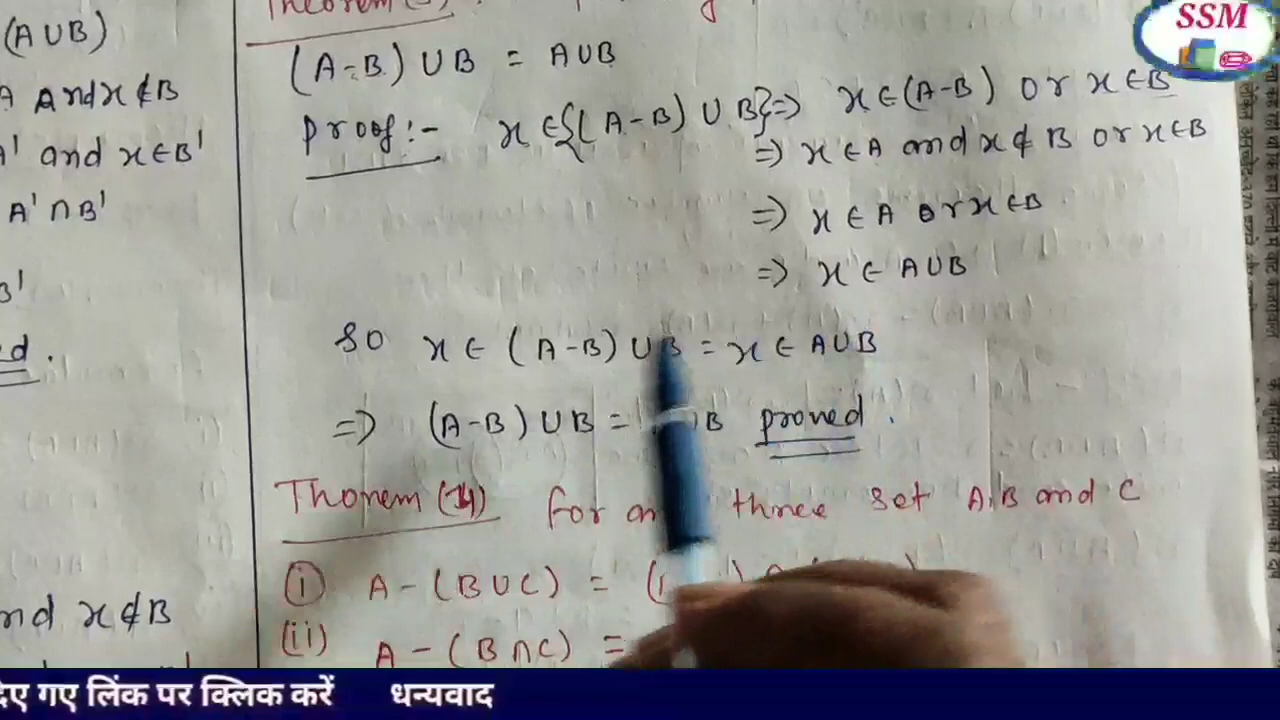 (A∪B)
A And x∉B
A' and x∈B'
A' ∩ B'
B'
nd x∉B
(A-B) ∪ B = A∪B
Proof:- x ∈{(A-B) ∪ B}⇒ x∈(A-B) or x∈B
⇒ x∈A and x∉B or x∈B
⇒ x∈A or x∈B
⇒ x∈ A∪B
So x∈ (A-B) ∪B = x∈ A∪B
⇒ (A-B) ∪B = B proved.
Thorem (14) for three set A,B and C
(i) A-(B∪C) =
(ii) A-(B∩C) =
SSM
दिए गए लिंक पर क्लिक करें धन्यवाद